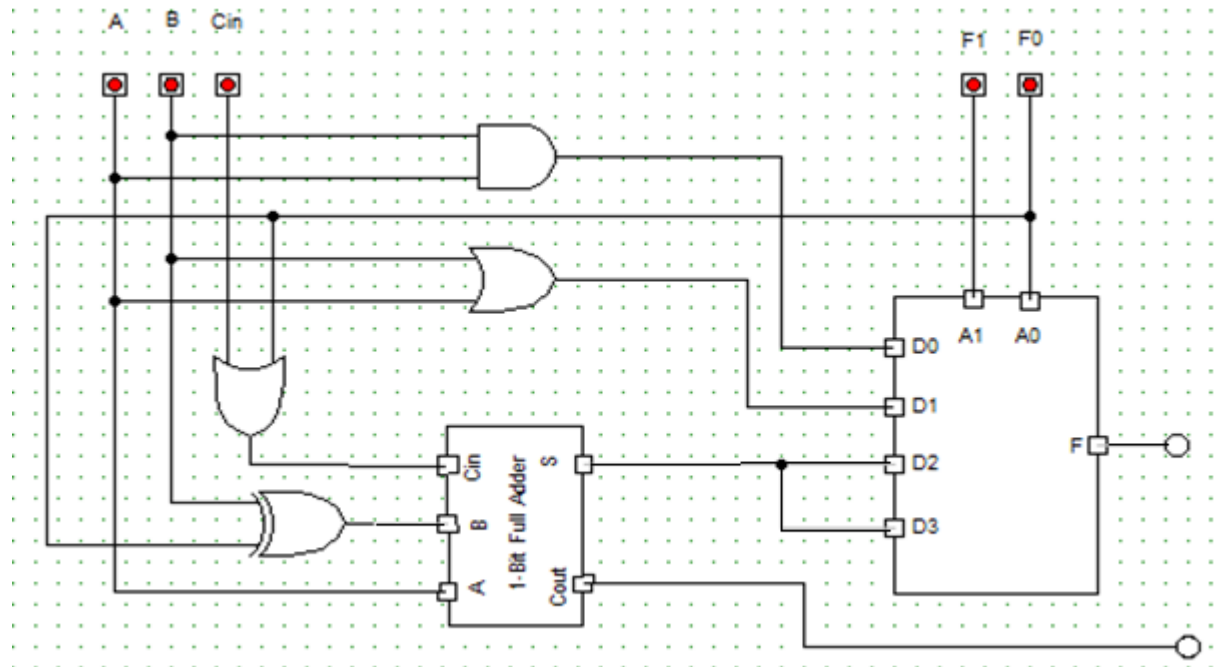 A B Cin
F1 F0
A1 A0
D0
D1
D2
D3
F
Cin
B
A
1-Bit Full Adder
S
Cout